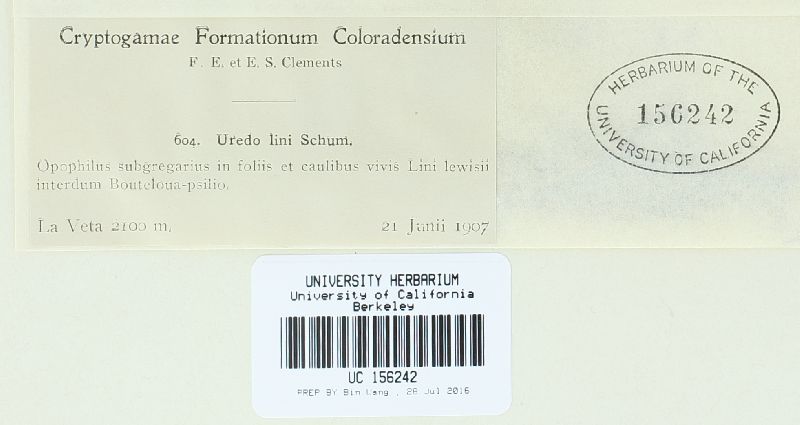 Cryptogamae Formationum Coloradensium
F. E. et E. S. Clements
604. Uredo lini Schum.
Opophilus subgregarius in foliis et caulibus vivis Lini lewisii
interdum Bouteloua-psilio.
La Veta 2100 m. 21 Junii 1907
HERBARIUM OF THE
156242
UNIVERSITY OF CALIFORNIA
UNIVERSITY HERBARIUM
University of California
Berkeley
UC 156242
PREP BY Bin Wang , 26 Jul 2016